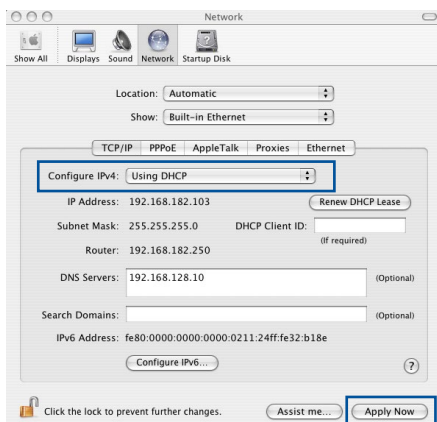 Network
Show All
Displays
Sound
Network
Startup Disk
Location: Automatic
Show: Built-in Ethernet
TCP/IP
PPPoE
AppleTalk
Proxies
Ethernet
Configure IPv4: Using DHCP
IP Address: 192.168.182.103
Renew DHCP Lease
Subnet Mask: 255.255.255.0
DHCP Client ID:
(If required)
Router: 192.168.182.250
DNS Servers: 192.168.128.10
(Optional)
Search Domains:
(Optional)
IPv6 Address: fe80:0000:0000:0000:0211:24ff:fe32:b18e
Configure IPv6...
?
Click the lock to prevent further changes.
Assist me...
Apply Now